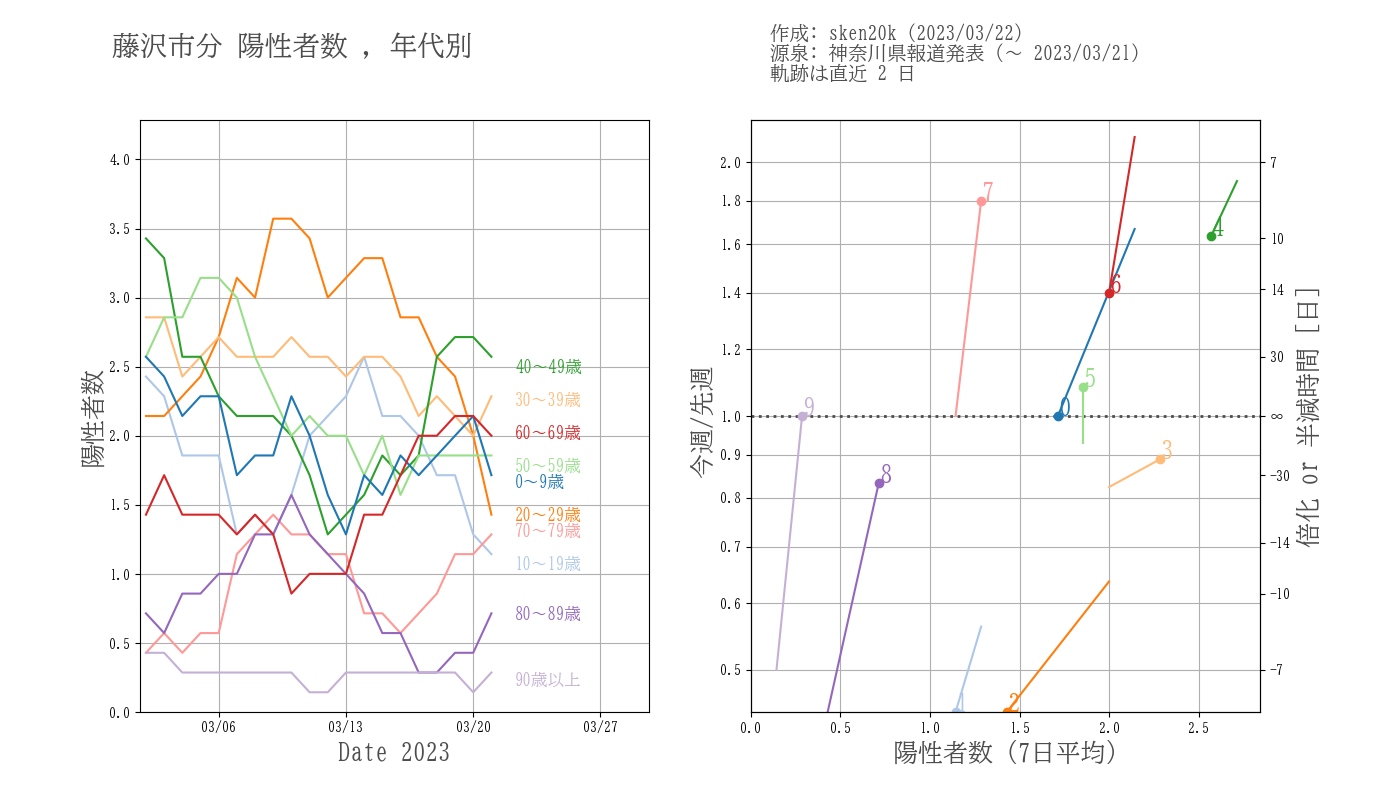 藤沢市分 陽性者数 , 年代別
作成: sken20k (2023/03/22)
源泉: 神奈川県報道発表 (～ 2023/03/21)
軌跡は直近 2 日
陽性者数
4.0
3.5
3.0
2.5
2.0
1.5
1.0
0.5
0.0
03/06
03/13
03/20
03/27
Date 2023
40～49歳
30～39歳
60～69歳
50～59歳
0～9歳
20～29歳
70～79歳
10～19歳
80～89歳
90歳以上
今週/先週
2.0
1.8
1.6
1.4
1.2
1.0
0.9
0.8
0.7
0.6
0.5
7
4
6
5
0
9
3
8
2
1
0.0
0.5
1.0
1.5
2.0
2.5
陽性者数 (7日平均)
7
10
14
30
∞
−30
−14
−10
−7
倍化 or 半減時間 [日]